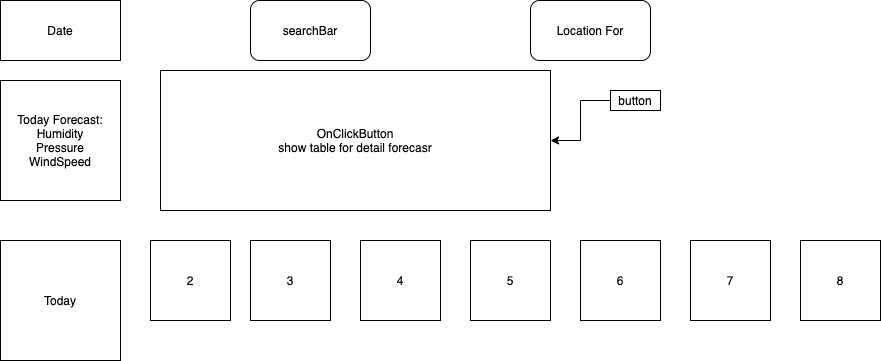 Date
searchBar
Location For
Today Forecast:
Humidity
Pressure
WindSpeed
OnClickButton
show table for detail forecasr
button
Today
2
3
4
5
6
7
8